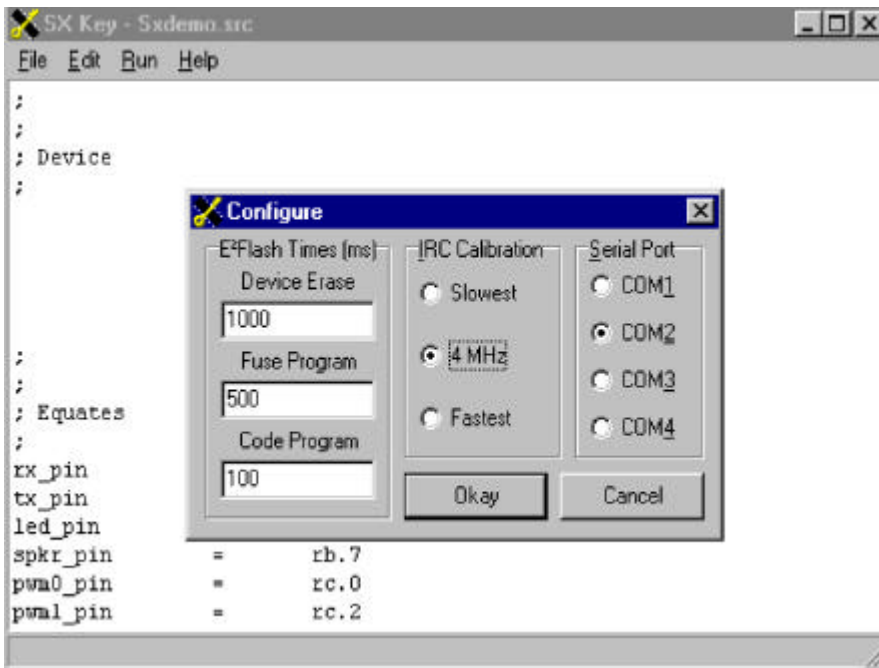 SX Key - Sxdemo.src
File Edit Run Help
;
;
; Device
;
Configure
E²Flash Times (ms)
Device Erase
1000
Fuse Program
500
Code Program
100
IRC Calibration
Slowest
4 MHz
Fastest
Serial Port
COM1
COM2
COM3
COM4
Okay
Cancel
;
;
; Equates
;
rx_pin
tx_pin
led_pin
spkr_pin = rb.7
pwm0_pin = rc.0
pwm1_pin = rc.2